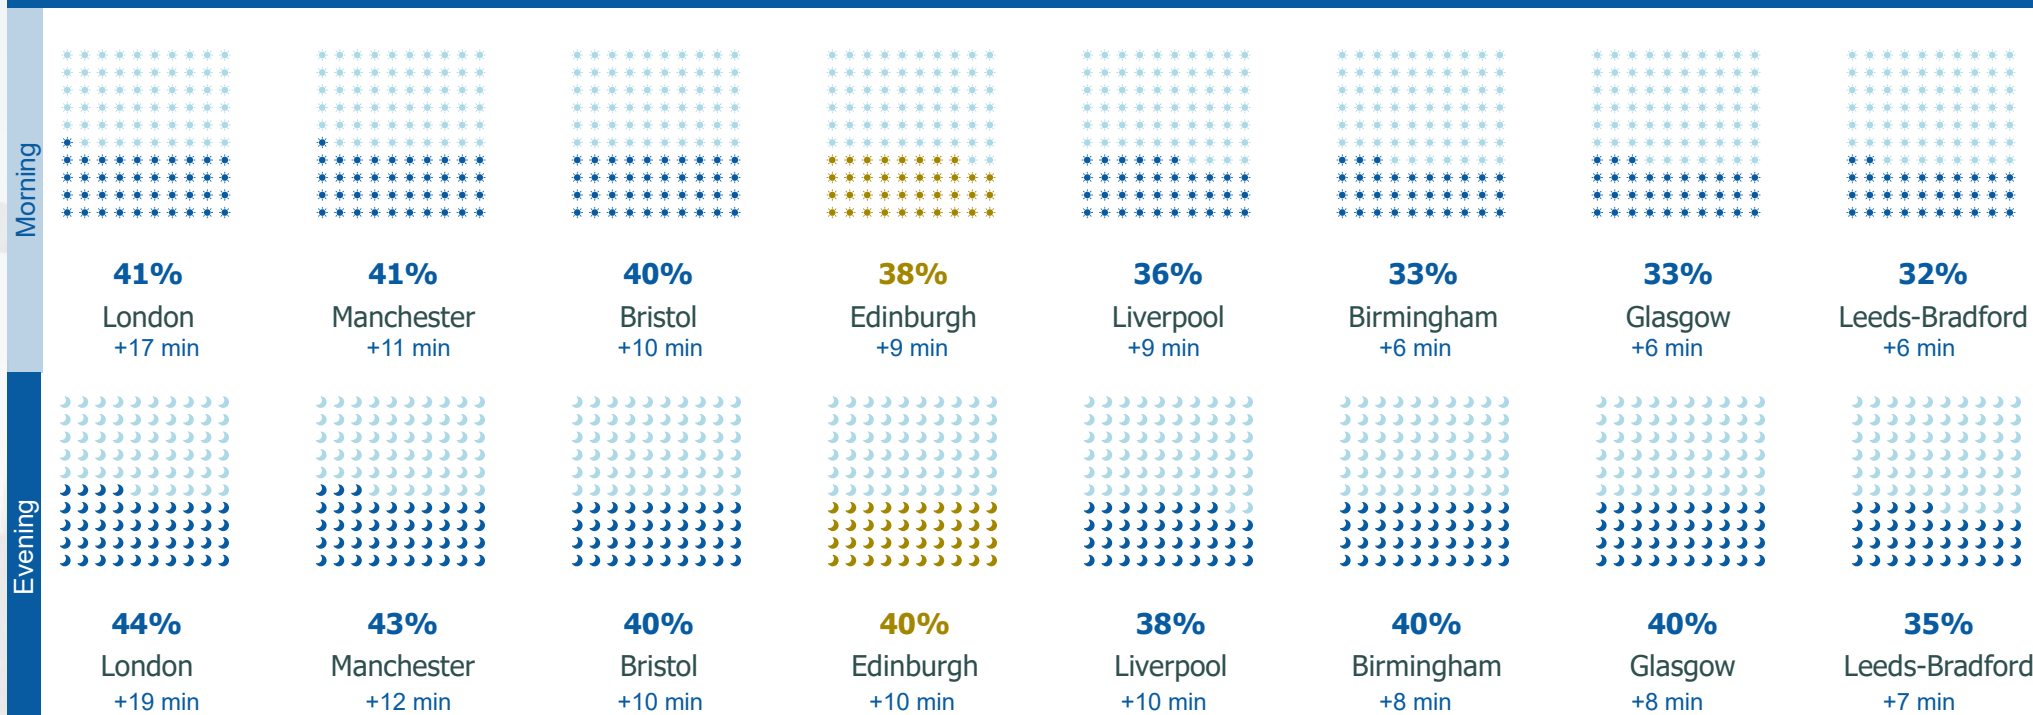 Morning
41% 41% 40% 38% 36% 33% 33% 32%
London Manchester Bristol Edinburgh Liverpool Birmingham Glasgow Leeds-Bradford
+17 min +11 min +10 min +9 min +9 min +6 min +6 min +6 min
Evening
44% 43% 40% 40% 38% 40% 40% 35%
London Manchester Bristol Edinburgh Liverpool Birmingham Glasgow Leeds-Bradford
+19 min +12 min +10 min +10 min +10 min +8 min +8 min +7 min